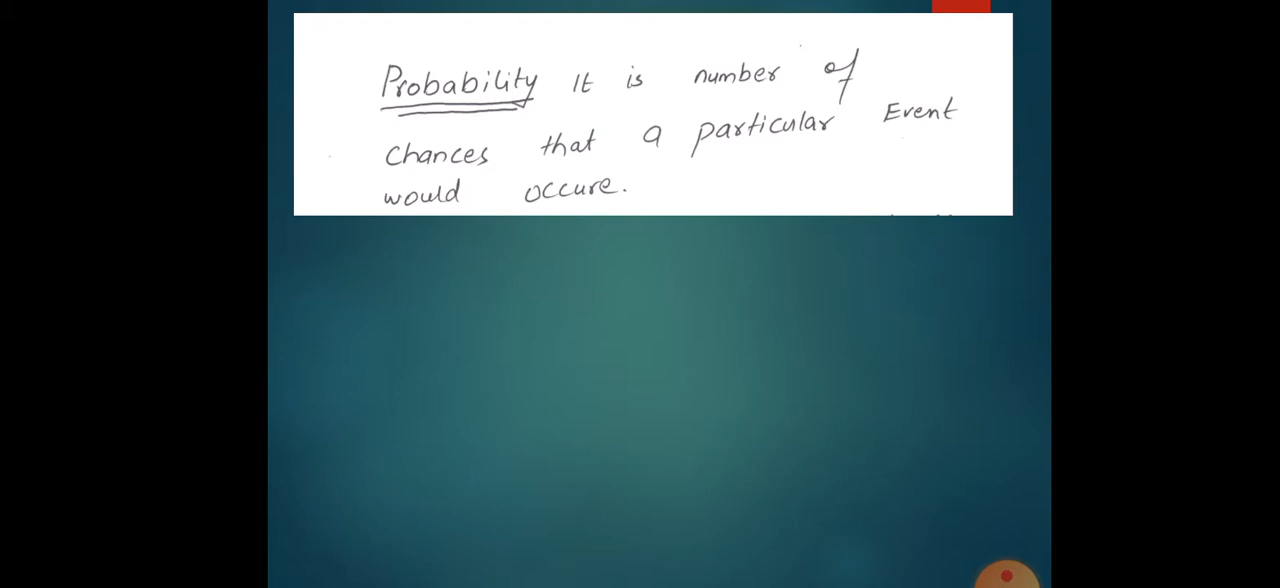 Probability It is number of
chances that a particular Event
would occure.